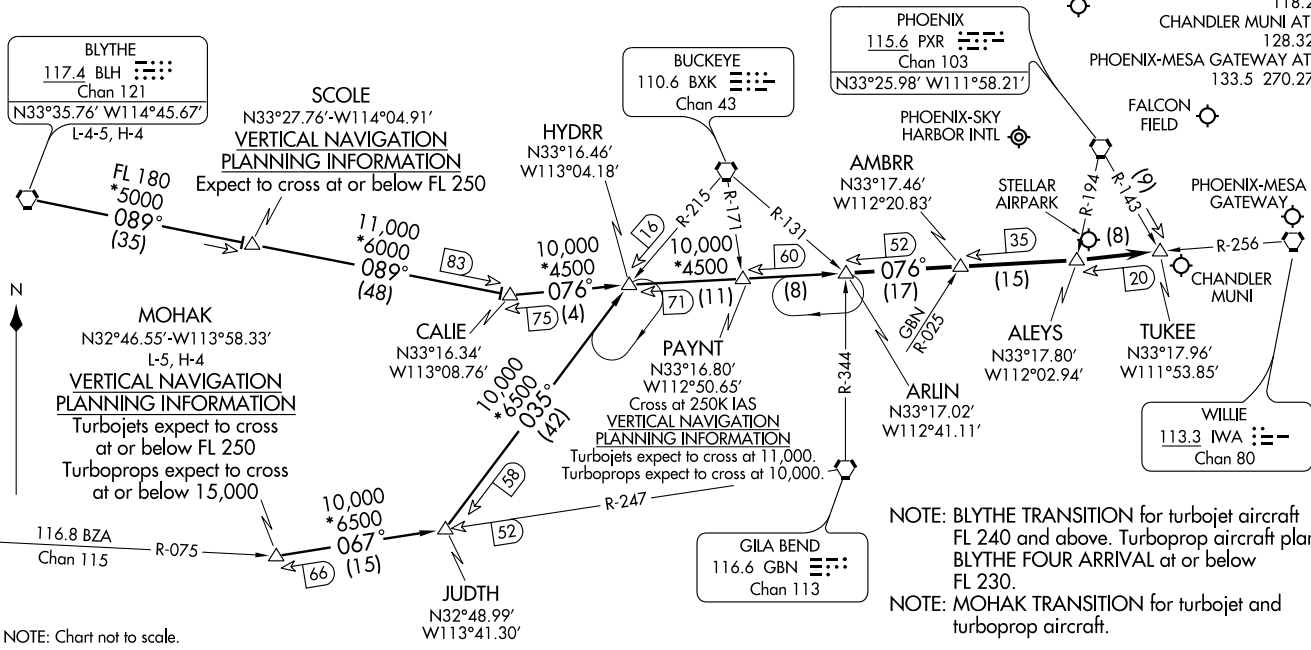 BLYTHE
117.4 BLH
Chan 121
N33°35.76’ W114°45.67’
L-4-5, H-4
SCOLE
N33°27.76’-W114°04.91’
VERTICAL NAVIGATION
PLANNING INFORMATION
Expect to cross at or below FL 250
HYDRR
N33°16.46’
W113°04.18’
BUCKEYE
110.6 BXK
Chan 43
PHOENIX
115.6 PXR
Chan 103
N33°25.98’ W111°58.21’
118.2
CHANDLER MUNI AT
128.32
PHOENIX-MESA GATEWAY AT
133.5 270.27
PHOENIX-SKY
HARBOR INTL
FALCON
FIELD
AMBRR
N33°17.46’
W112°20.83’
STELLAR
AIRPARK
PHOENIX-MESA
GATEWAY
FL 180
*5000
089°
(35)
11,000
*6000
089°
(48)
83
10,000
*4500
076°
(4)
75
16
R-215
R-171
R-131
10,000
*4500
(11)
71
60
(8)
52
076°
(17)
35
(15)
R-194
R-143
(9)
(8)
20
R-256
CHANDLER
MUNI
GBN
R-025
N
MOHAK
N32°46.55’-W113°58.33’
L-5, H-4
VERTICAL NAVIGATION
PLANNING INFORMATION
Turbojets expect to cross
at or below FL 250
Turboprops expect to cross
at or below 15,000
CALIE
N33°16.34’
W113°08.76’
PAYNT
N33°16.80’
W112°50.65’
Cross at 250K IAS
VERTICAL NAVIGATION
PLANNING INFORMATION
Turbojets expect to cross at 11,000.
Turboprops expect to cross at 10,000.
R-344
ARLIN
N33°17.02’
W112°41.11’
ALEYS
N33°17.80’
W112°02.94’
TUKEE
N33°17.96’
W111°53.85’
WILLIE
113.3 IWA
Chan 80
10,000
*6500
035°
(42)
58
R-247
52
116.8 BZA
Chan 115
R-075
66
10,000
*6500
067°
(15)
JUDTH
N32°48.99’
W113°41.30’
GILA BEND
116.6 GBN
Chan 113
NOTE: BLYTHE TRANSITION for turbojet aircraft
FL 240 and above. Turboprop aircraft plan
BLYTHE FOUR ARRIVAL at or below
FL 230.
NOTE: MOHAK TRANSITION for turbojet and
turboprop aircraft.
NOTE: Chart not to scale.